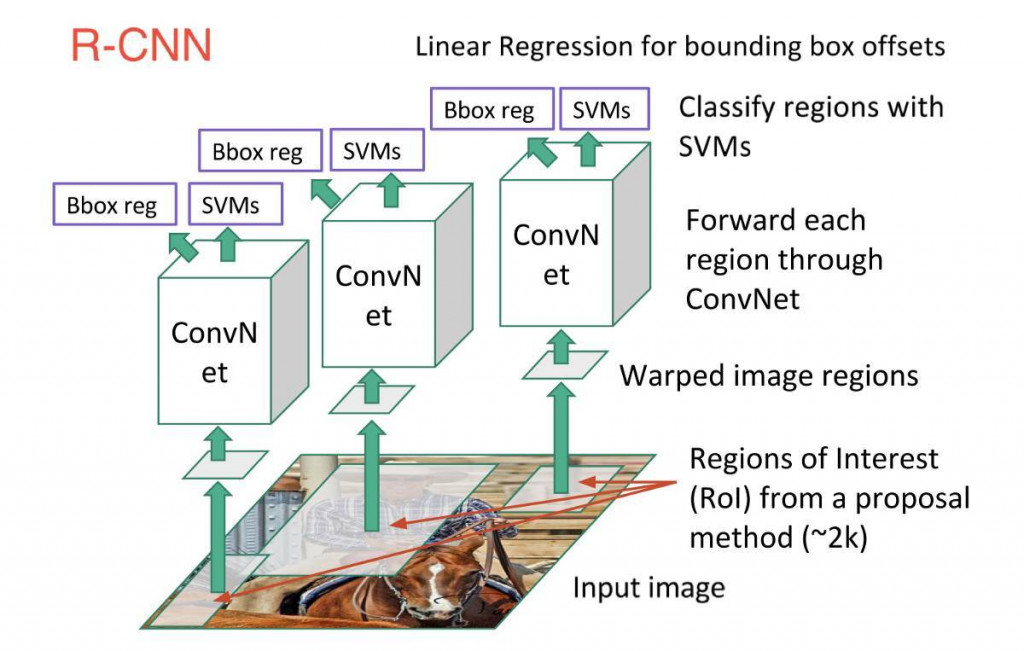 R-CNN
Linear Regression for bounding box offsets
Bbox reg
SVMs
Classify regions with
SVMs
Bbox reg
SVMs
Bbox reg
SVMs
ConvN
et
Forward each
region through
ConvNet
ConvN
et
ConvN
et
Warped image regions
Regions of Interest
(RoI) from a proposal
method (~2k)
Input image